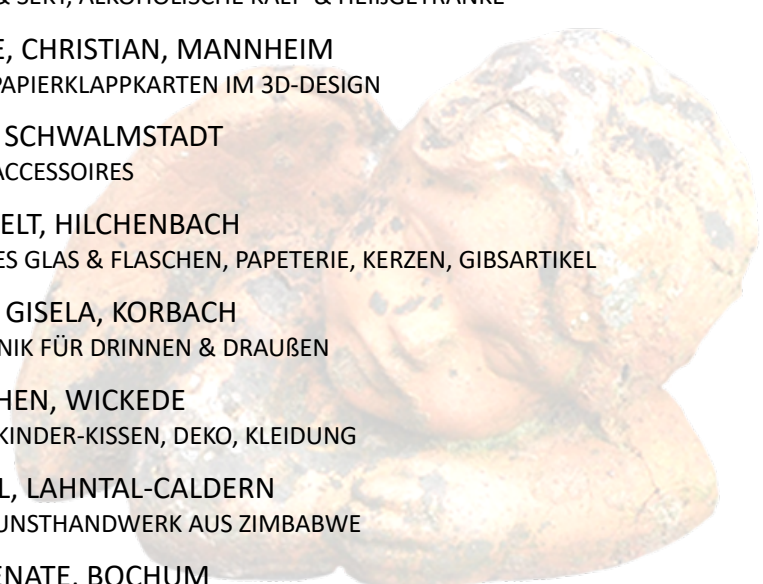 & SEKT, ALKOHOLISCHE KALT- & HEIßGETRÄNKE
E, CHRISTIAN, MANNHEIM
PAPIERKLAPPKARTEN IM 3D-DESIGN
SCHWALMSTADT
ACCESSOIRES
ELT, HILCHENBACH
ES GLAS & FLASCHEN, PAPETERIE, KERZEN, GIBSARTIKEL
GISELA, KORBACH
NIK FÜR DRINNEN & DRAUßEN
HEN, WICKEDE
KINDER-KISSEN, DEKO, KLEIDUNG
L, LAHNTAL-CALDERN
UNSTHANDWERK AUS ZIMBABWE
ENATE, BOCHUM